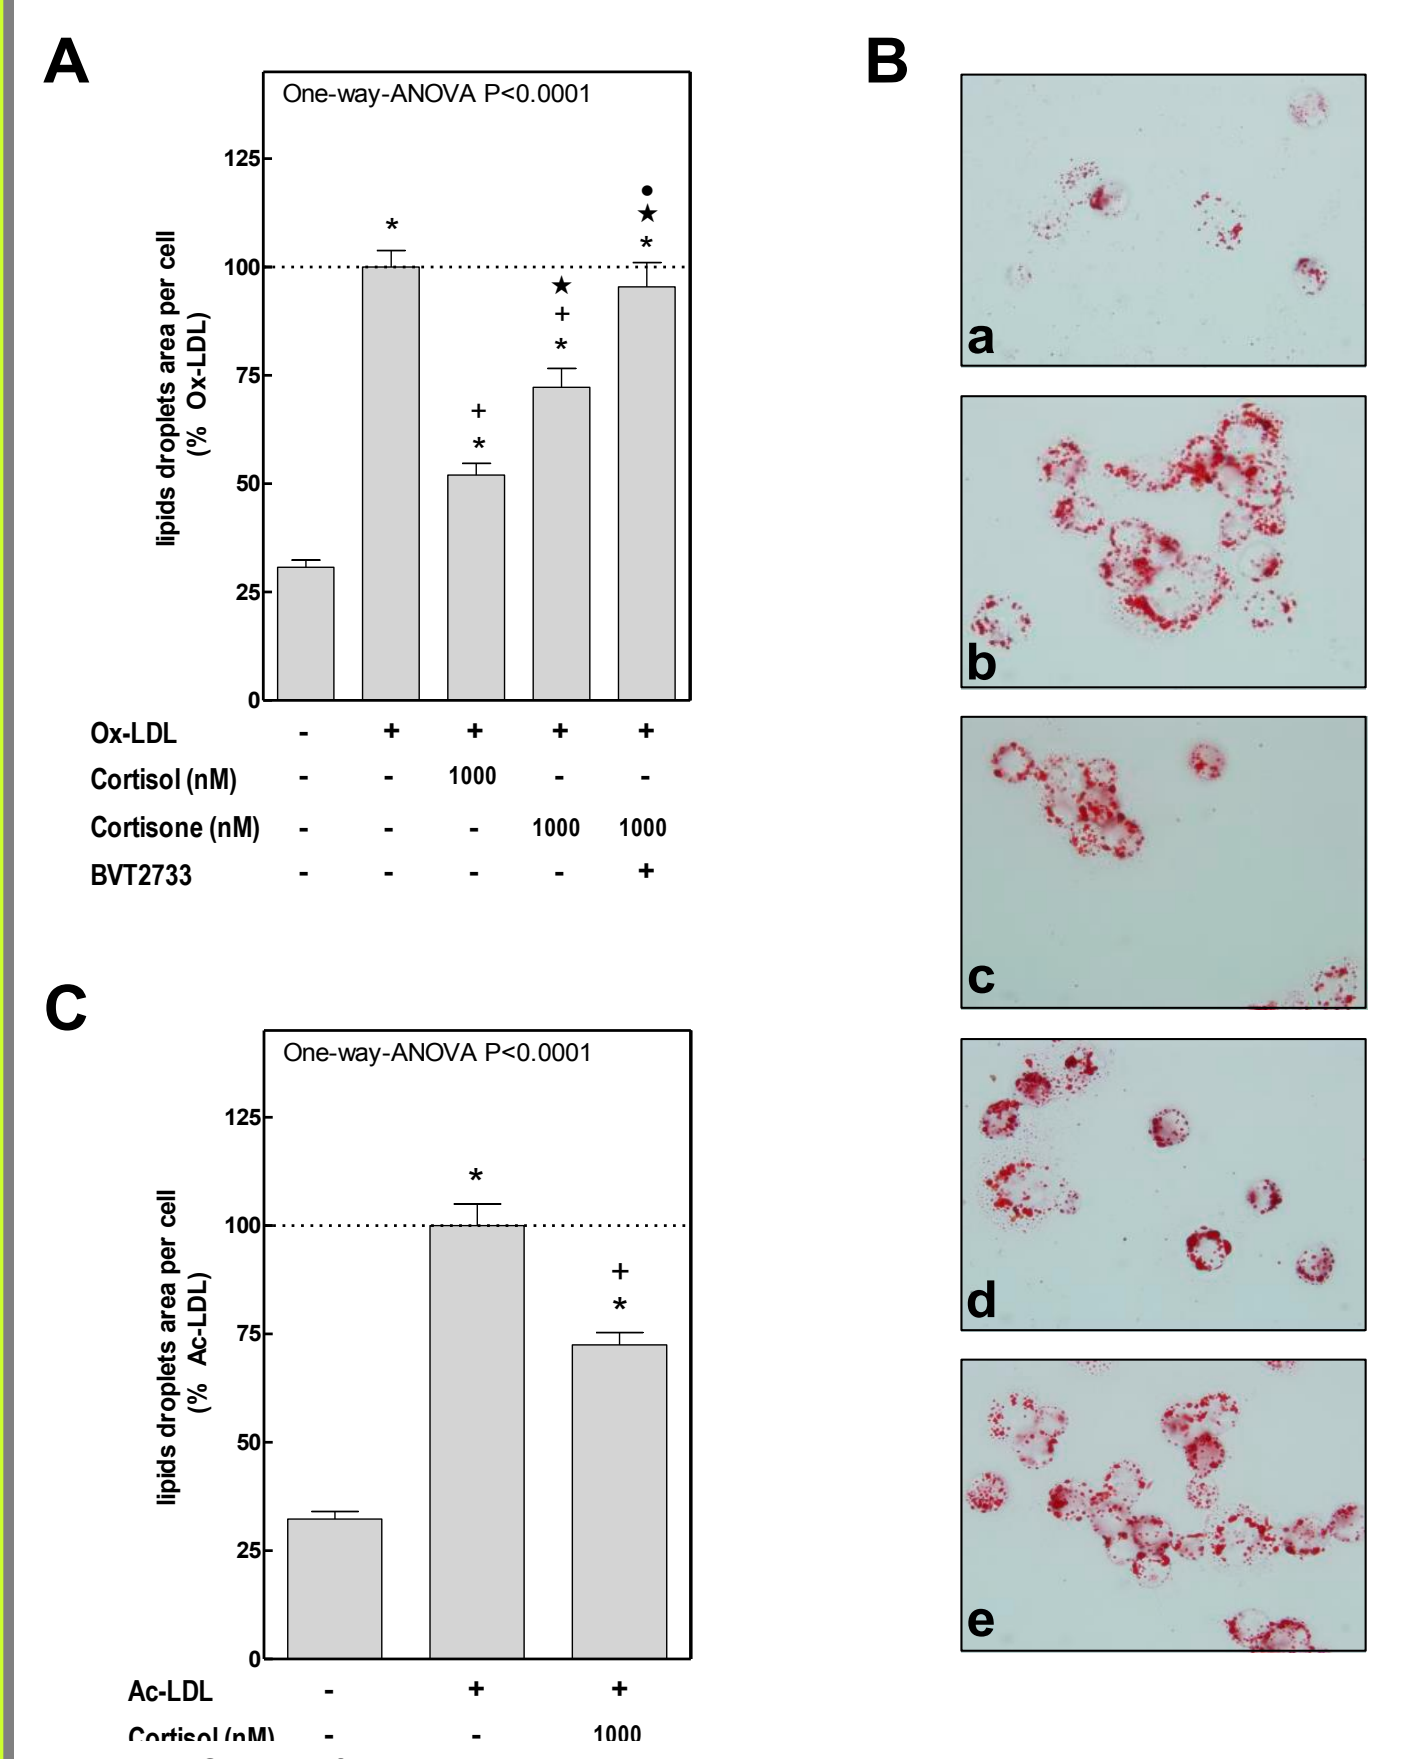 A
One-way-ANOVA P<0.0001
125
100
75
50
25
0
lipids droplets area per cell
(% Ox-LDL)
*
+
*
★
+
*
●
★
*
Ox-LDL - + + + +
Cortisol (nM) - - 1000 - -
Cortisone (nM) - - - 1000 1000
BVT2733 - - - - +
B
a
b
c
d
e
C
One-way-ANOVA P<0.0001
125
100
75
50
25
0
lipids droplets area per cell
(% Ac-LDL)
*
+
*
Ac-LDL - + +
Cortisol (nM) - - 1000